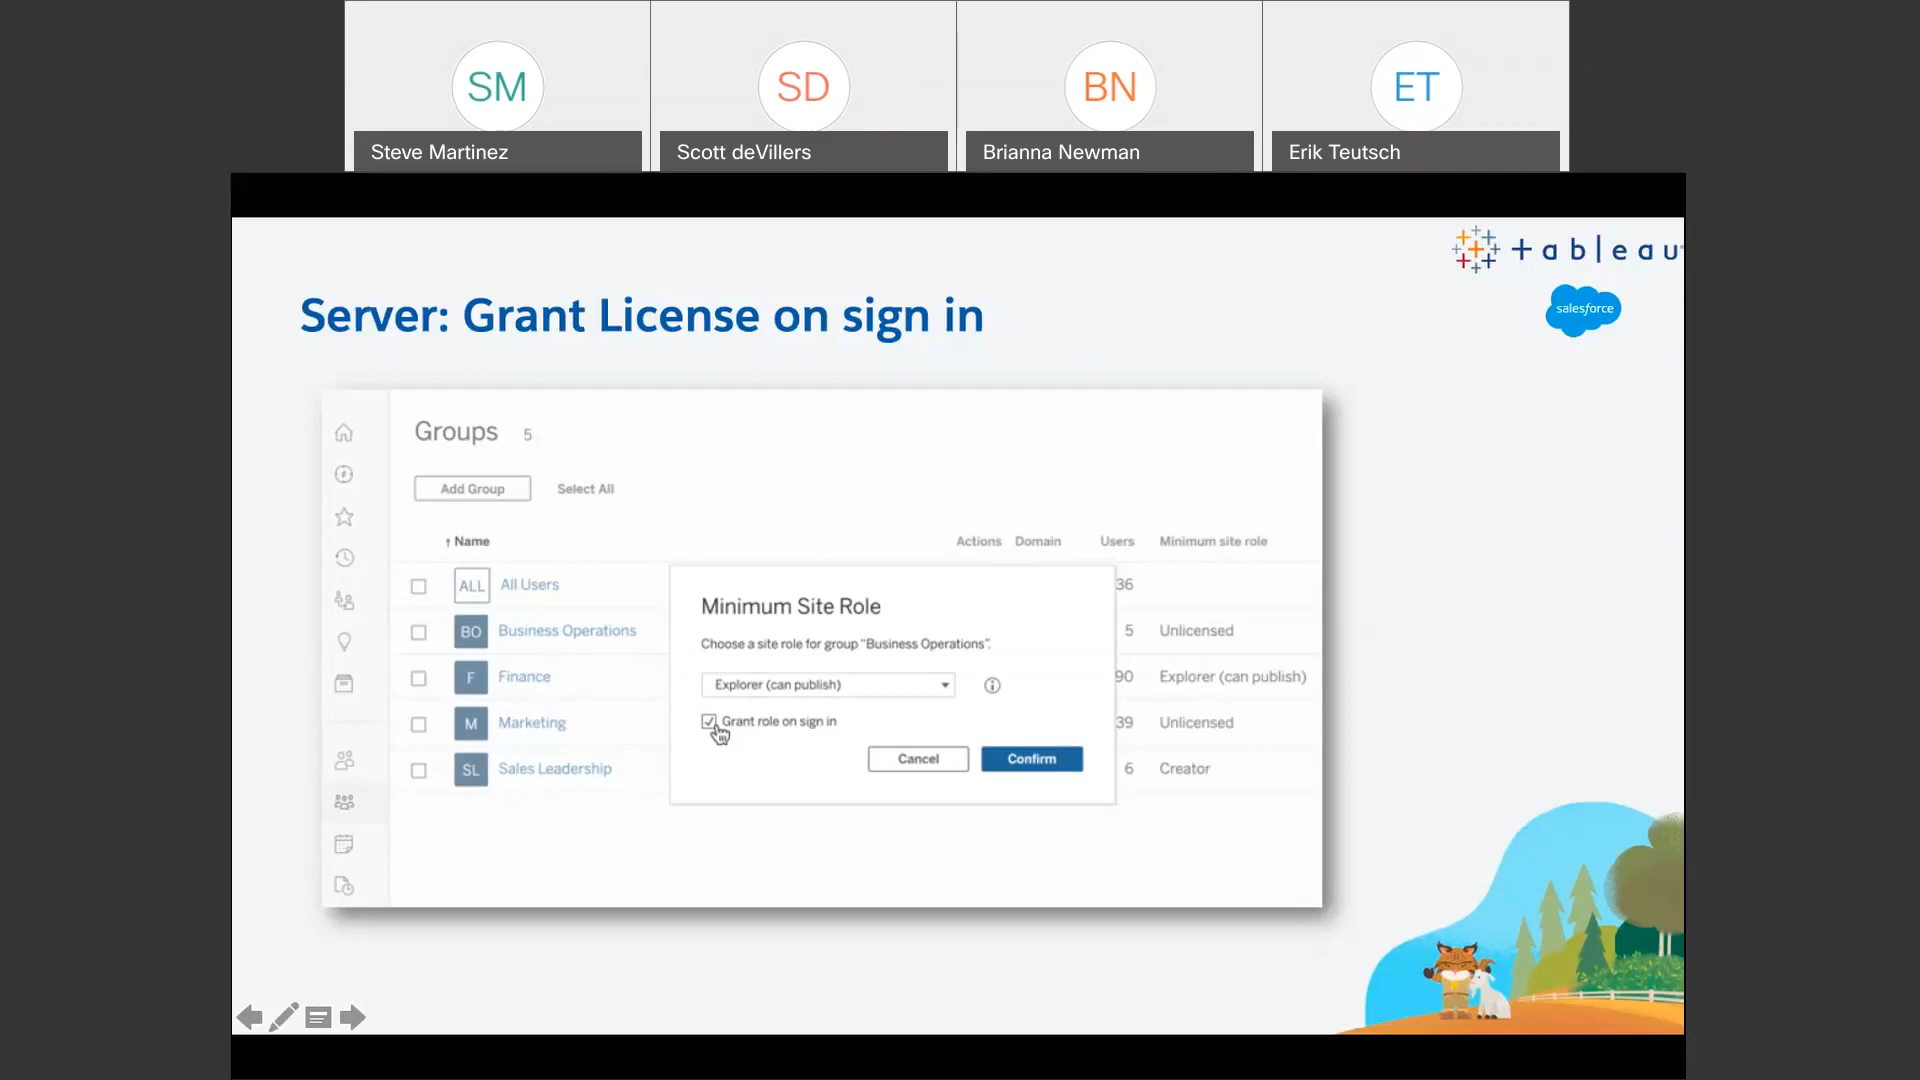 SM
SD
BN
ET
Steve Martinez
Scott deVillers
Brianna Newman
Erik Teutsch
+ableau
salesforce
Server: Grant License on sign in
Groups 5
Add Group Select All
↑ Name Actions Domain Users Minimum site role
ALL All Users 36
BO Business Operations 5 Unlicensed
F Finance 90 Explorer (can publish)
M Marketing 39 Unlicensed
SL Sales Leadership 6 Creator
Minimum Site Role
Choose a site role for group "Business Operations".
Explorer (can publish)
Grant role on sign in
Cancel Confirm